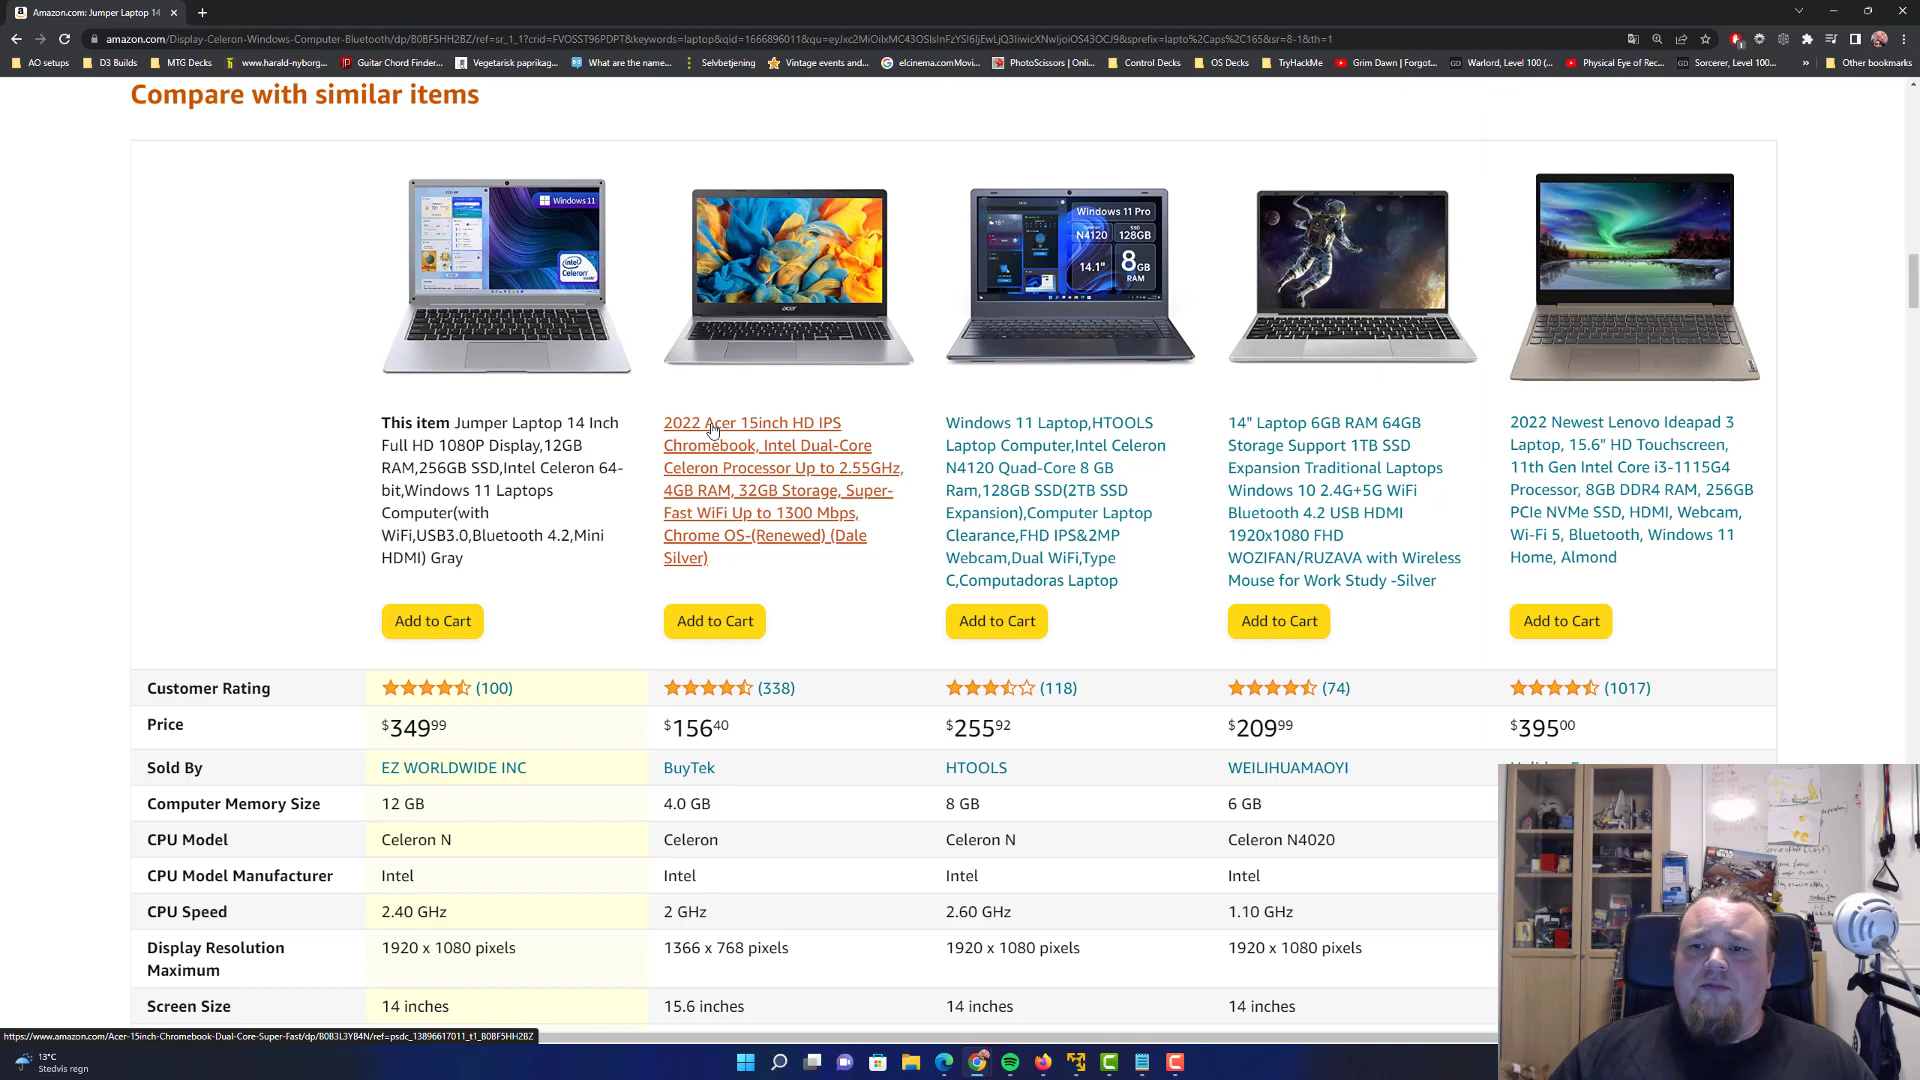 Amazon.com: Jumper Laptop 14
amazon.com/Display-Celeron-Windows-Computer-Bluetooth/dp/B0BF5HH2BZ/ref=sr_1_1?crid=FVOSST96PDPT&keywords=laptop&qid=1666896011&qu=eyJxc2MiOiIxMC43OSIsInFzYSI6IjEwLjQ3IiwicXNwIjoiOS43OCJ9&sprefix=lapto%2Caps%2C165&sr=8-1&th=1
AO setups D3 Builds MTG Decks www.harald-nyborg... Guitar Chord Finder... Vegetarisk paprikag... What are the name... Selvbetjening Vintage events and... elcinema.comMovi... PhotoScissors | Onli... Control Decks OS Decks TryHackMe Grim Dawn | Forgot... Warlord, Level 100 (... Physical Eye of Rec... Sorcerer, Level 100... » Other bookmarks
Compare with similar items
Windows 11
intel
CELERON
acer
Windows 11 Pro
N4120
128GB
14.1"
8GB
RAM
This item Jumper Laptop 14 Inch
Full HD 1080P Display,12GB
RAM,256GB SSD,Intel Celeron 64-
bit,Windows 11 Laptops
Computer(with
WiFi,USB3.0,Bluetooth 4.2,Mini
HDMI) Gray
2022 Acer 15inch HD IPS
Chromebook, Intel Dual-Core
Celeron Processor Up to 2.55GHz,
4GB RAM, 32GB Storage, Super-
Fast WiFi Up to 1300 Mbps,
Chrome OS-(Renewed) (Dale
Silver)
Windows 11 Laptop,HTOOLS
Laptop Computer,Intel Celeron
N4120 Quad-Core 8 GB
Ram,128GB SSD(2TB SSD
Expansion),Computer Laptop
Clearance,FHD IPS&2MP
Webcam,Dual WiFi,Type
C,Computadoras Laptop
14" Laptop 6GB RAM 64GB
Storage Support 1TB SSD
Expansion Traditional Laptops
Windows 10 2.4G+5G WiFi
Bluetooth 4.2 USB HDMI
1920x1080 FHD
WOZIFAN/RUZAVA with Wireless
Mouse for Work Study -Silver
2022 Newest Lenovo Ideapad 3
Laptop, 15.6" HD Touchscreen,
11th Gen Intel Core i3-1115G4
Processor, 8GB DDR4 RAM, 256GB
PCIe NVMe SSD, HDMI, Webcam,
Wi-Fi 5, Bluetooth, Windows 11
Home, Almond
Add to Cart Add to Cart Add to Cart Add to Cart Add to Cart
Customer Rating (100) (338) (118) (74) (1017)
Price $349.99 $156.40 $255.92 $209.99 $395.00
Sold By EZ WORLDWIDE INC BuyTek HTOOLS WEILIHUAMAOYI
Computer Memory Size 12 GB 4.0 GB 8 GB 6 GB
CPU Model Celeron N Celeron Celeron N Celeron N4020
CPU Model Manufacturer Intel Intel Intel Intel
CPU Speed 2.40 GHz 2 GHz 2.60 GHz 1.10 GHz
Display Resolution
Maximum 1920 x 1080 pixels 1366 x 768 pixels 1920 x 1080 pixels 1920 x 1080 pixels
Screen Size 14 inches 15.6 inches 14 inches 14 inches
https://www.amazon.com/Acer-15inch-Chromebook-Dual-Core-Super-Fast/dp/B0B3L3YB4N/ref=psdc_13896617011_t1_B0BF5HH2BZ
13°C
Stedvis regn